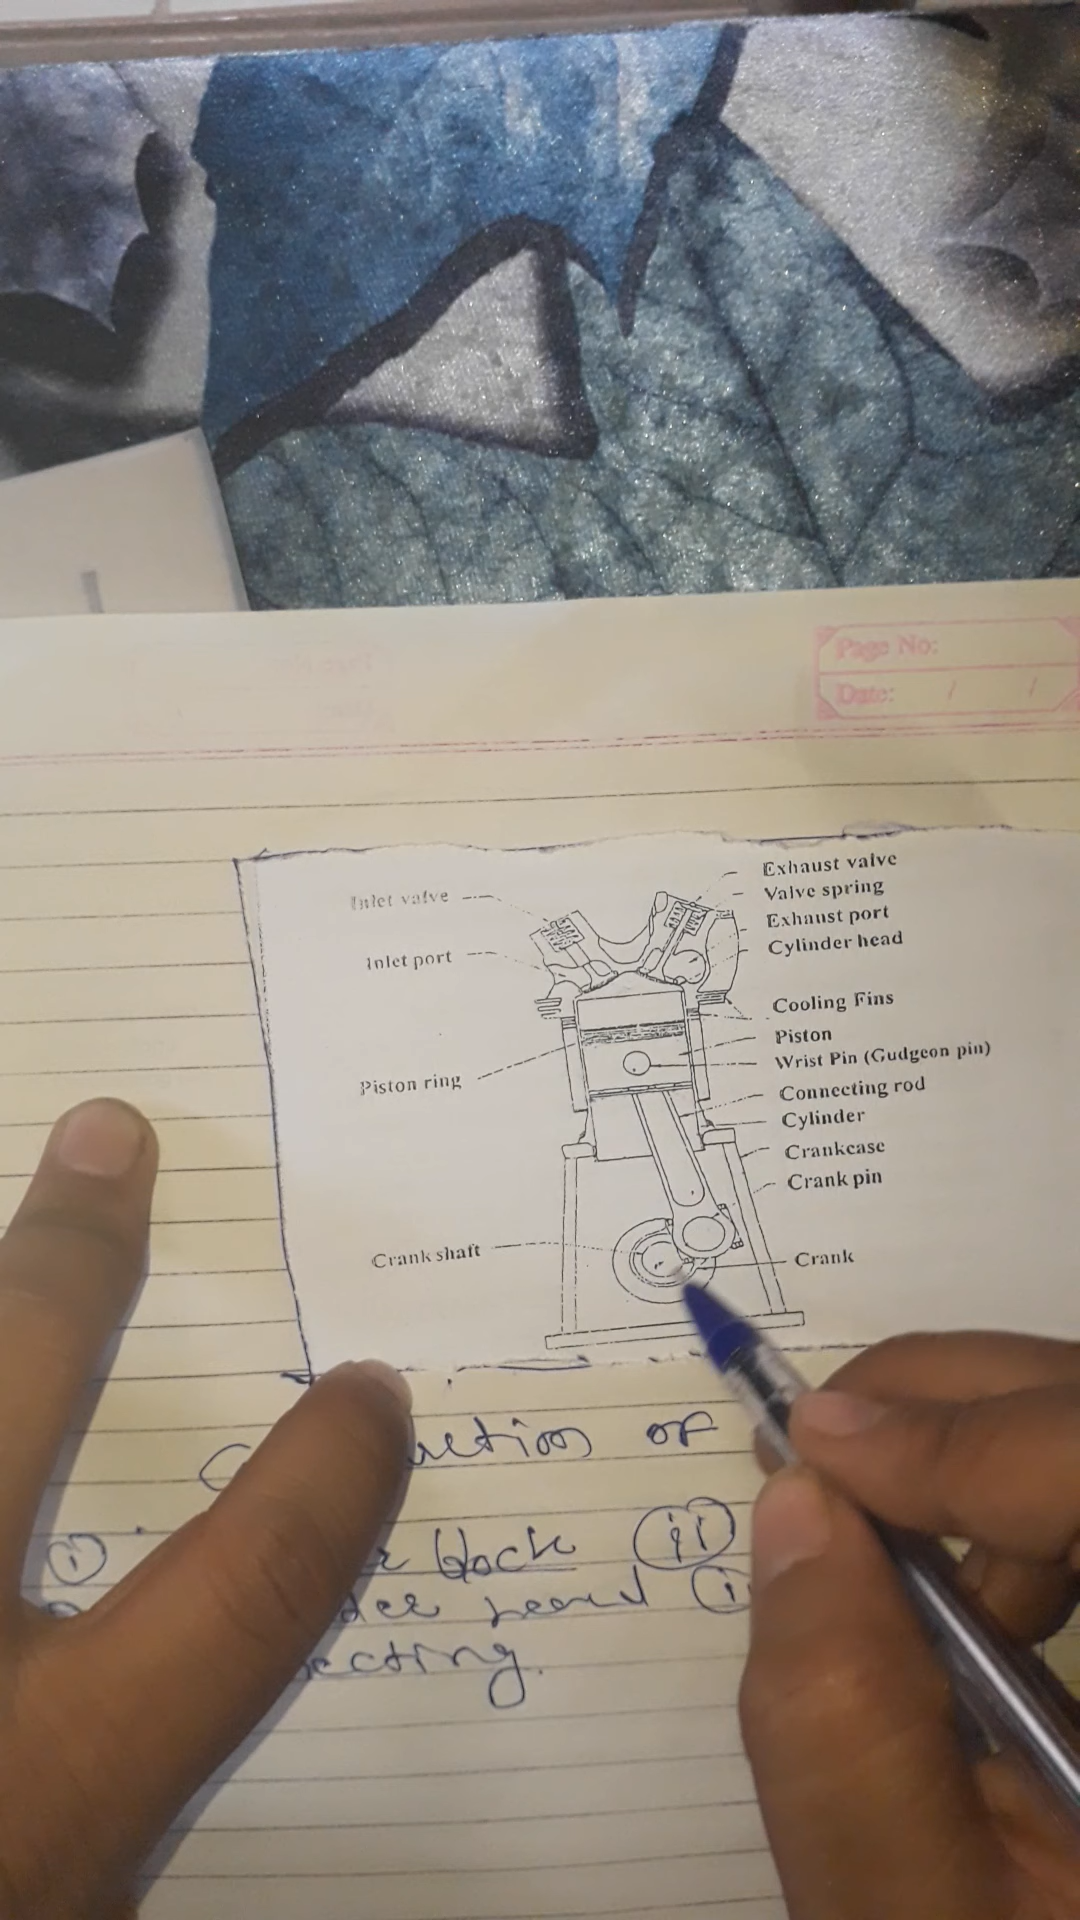 Page No:
Date: / /
Inlet valve
Inlet port
Piston ring
Crank shaft
Exhaust valve
Valve spring
Exhaust port
Cylinder head
Cooling Fins
Piston
Wrist Pin (Gudgeon pin)
Connecting rod
Cylinder
Crankcase
Crank pin
Crank
of
(i) block (ii)